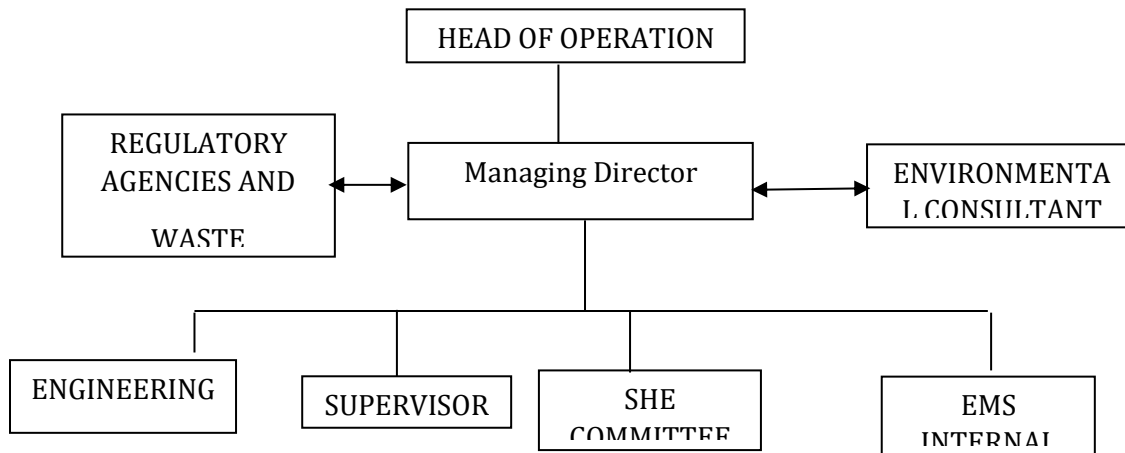 HEAD OF OPERATION
REGULATORY
AGENCIES AND
WASTE
Managing Director
ENVIRONMENTA
L CONSULTANT
ENGINEERING
SUPERVISOR
SHE
COMMITTEE
EMS
INTERNAL